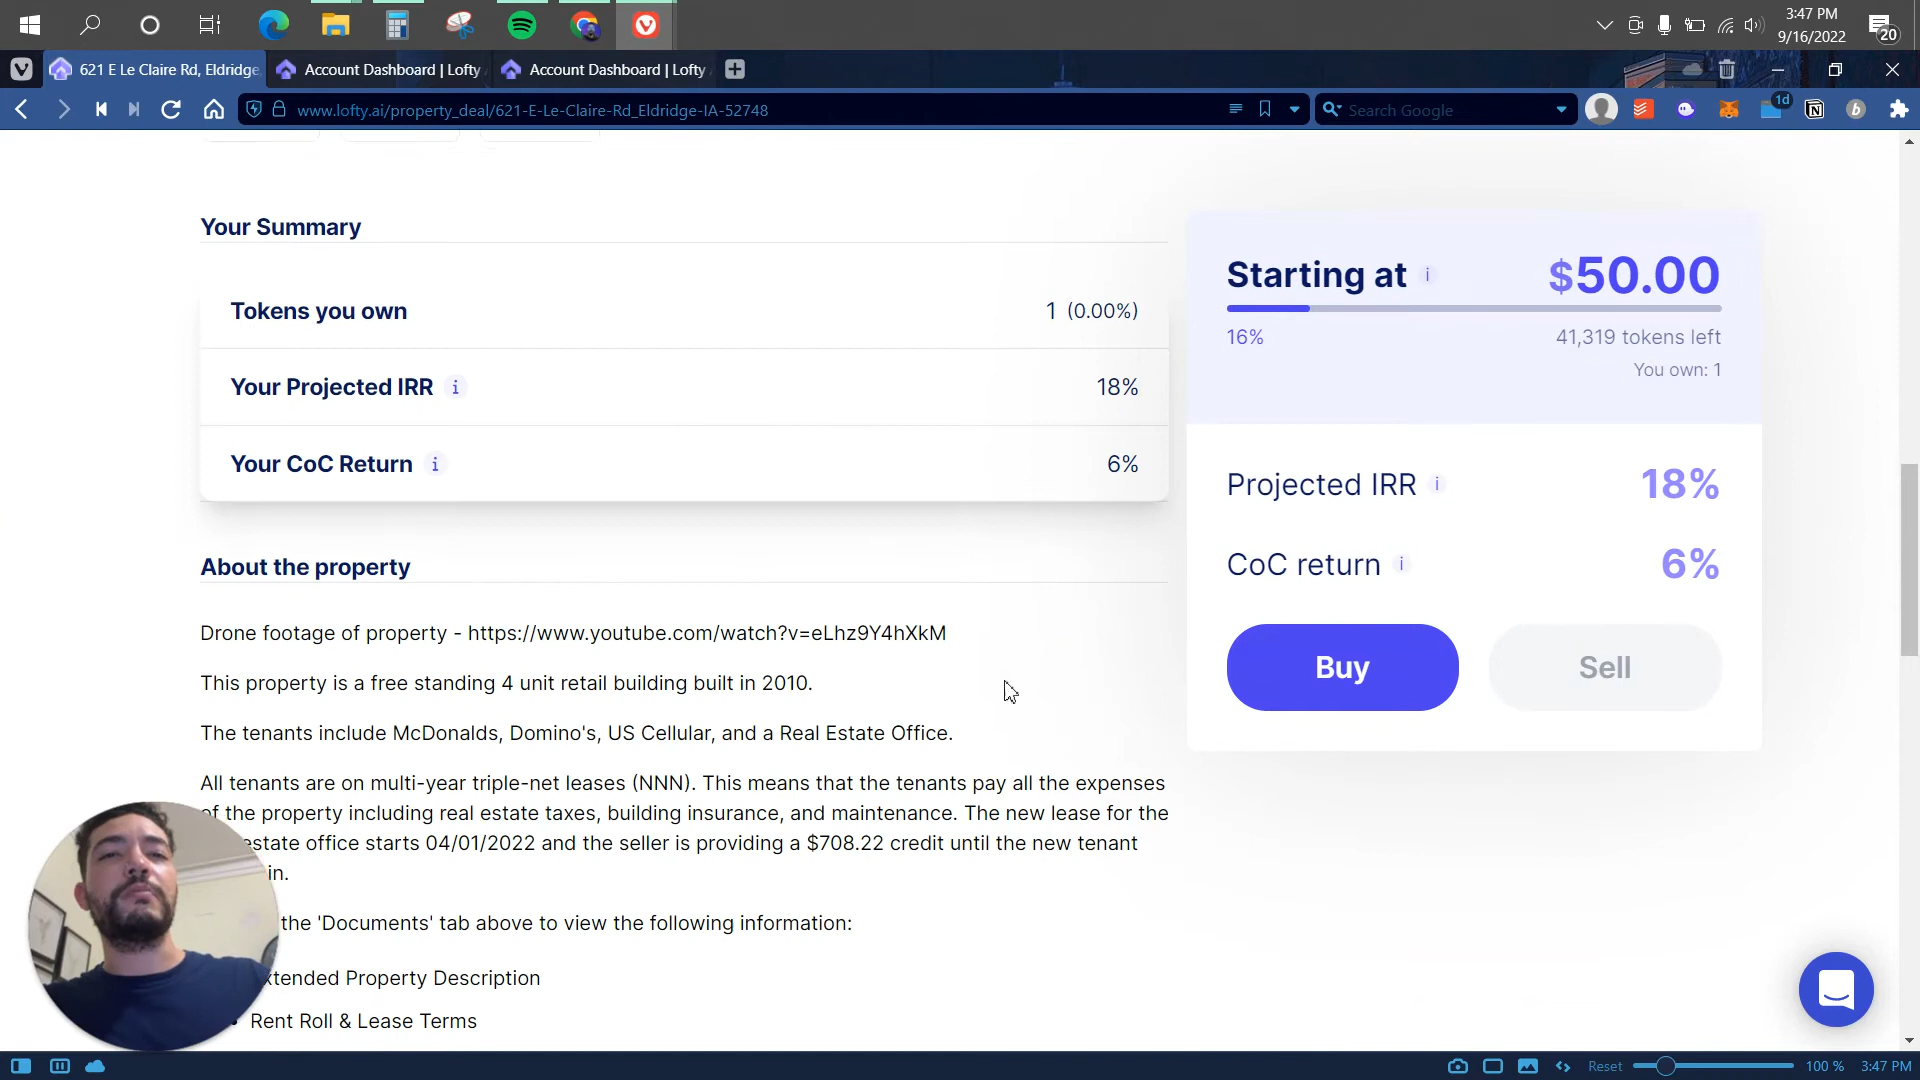 3:47 PM
9/16/2022
20
621 E Le Claire Rd, Eldridge,
Account Dashboard | Lofty
Account Dashboard | Lofty
www.lofty.ai/property_deal/621-E-Le-Claire-Rd_Eldridge-IA-52748
Search Google
1d
Your Summary
Tokens you own
1 (0.00%)
Your Projected IRR i
18%
Your CoC Return i
6%
About the property
Drone footage of property - https://www.youtube.com/watch?v=eLhz9Y4hXkM
This property is a free standing 4 unit retail building built in 2010.
The tenants include McDonalds, Domino's, US Cellular, and a Real Estate Office.
All tenants are on multi-year triple-net leases (NNN). This means that the tenants pay all the expenses
of the property including real estate taxes, building insurance, and maintenance. The new lease for the
estate office starts 04/01/2022 and the seller is providing a $708.22 credit until the new tenant
in.
the 'Documents' tab above to view the following information:
xtended Property Description
• Rent Roll & Lease Terms
Starting at i
$50.00
16%
41,319 tokens left
You own: 1
Projected IRR i
18%
CoC return i
6%
Buy
Sell
Reset
100 %
3:47 PM